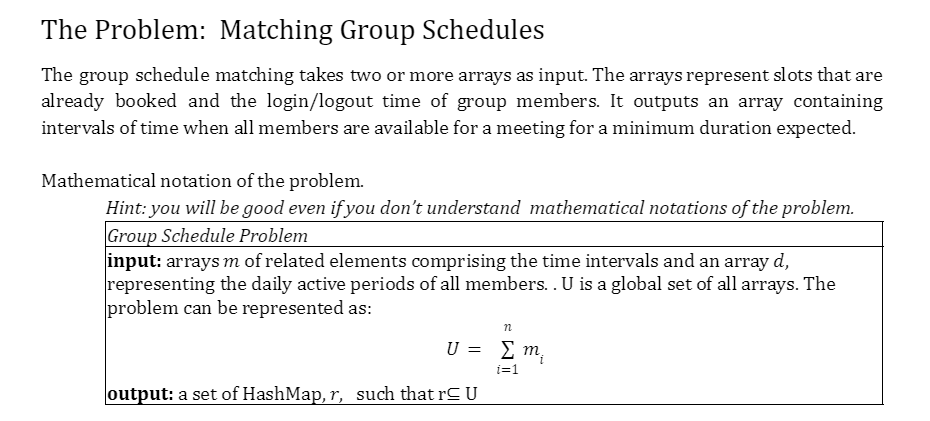 The Problem: Matching Group Schedules
The group schedule matching takes two or more arrays as input. The arrays represent slots that are
already booked and the login/logout time of group members. It outputs an array containing
intervals of time when all members are available for a meeting for a minimum duration expected.
Mathematical notation of the problem.
Hint: you will be good even if you don't understand mathematical notations of the problem.
Group Schedule Problem
input: arrays m of related elements comprising the time intervals and an array d,
representing the daily active periods of all members. . U is a global set of all arrays. The
problem can be represented as:
n
U = Σ mᵢ
i=1
output: a set of HashMap, r, such that r⊆ U